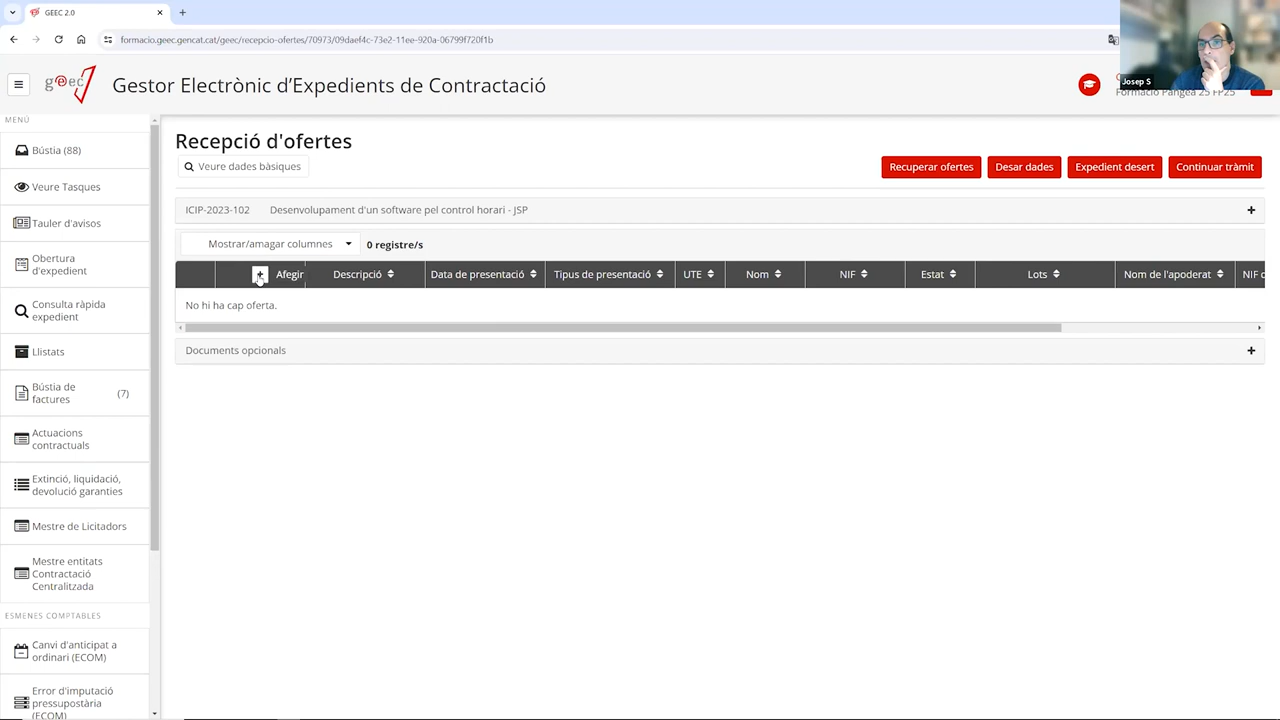 GEEC 2.0
formacio.geec.gencat.cat/geec/recepcio-ofertes/70973/09daef4c-73e2-11ee-920a-06799f720f1b
Josep S
geec
Gestor Electrònic d'Expedients de Contractació
Formació Pangea 25 FP25
MENÚ
Bústia (88)
Veure Tasques
Tauler d'avisos
Obertura
d'expedient
Consulta ràpida
expedient
Llistats
Bústia de
factures
(7)
Actuacions
contractuals
Extinció, liquidació,
devolució garanties
Mestre de Licitadors
Mestre entitats
Contractació
Centralitzada
ESMENES COMPTABLES
Canvi d'anticipat a
ordinari (ECOM)
Error d'imputació
pressupostària
(ECOM)
Recepció d'ofertes
Veure dades bàsiques
Recuperar ofertes
Desar dades
Expedient desert
Continuar tràmit
ICIP-2023-102 Desenvolupament d'un software pel control horari - JSP
Mostrar/amagar columnes
0 registre/s
Afegir Descripció Data de presentació Tipus de presentació UTE Nom NIF Estat Lots Nom de l'apoderat NIF
No hi ha cap oferta.
Documents opcionals